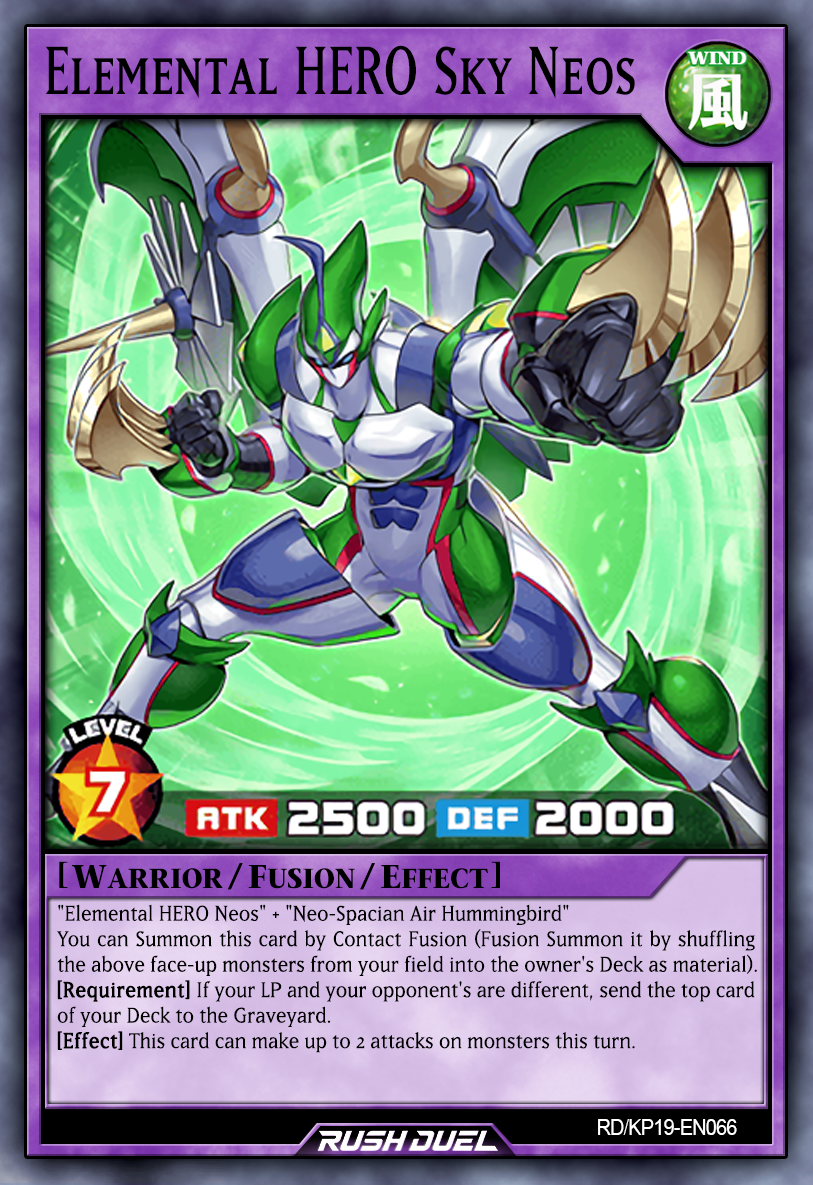 Elemental HERO Sky Neos
WIND
風
LEVEL
7
ATK 2500 DEF 2000
[Warrior/Fusion/Effect]
"Elemental HERO Neos" + "Neo-Spacian Air Hummingbird"
You can Summon this card by Contact Fusion (Fusion Summon it by shuffling
the above face-up monsters from your field into the owner's Deck as material).
[Requirement] If your LP and your opponent's are different, send the top card
of your Deck to the Graveyard.
[Effect] This card can make up to 2 attacks on monsters this turn.
RD/KP19-EN066
RUSH DUEL